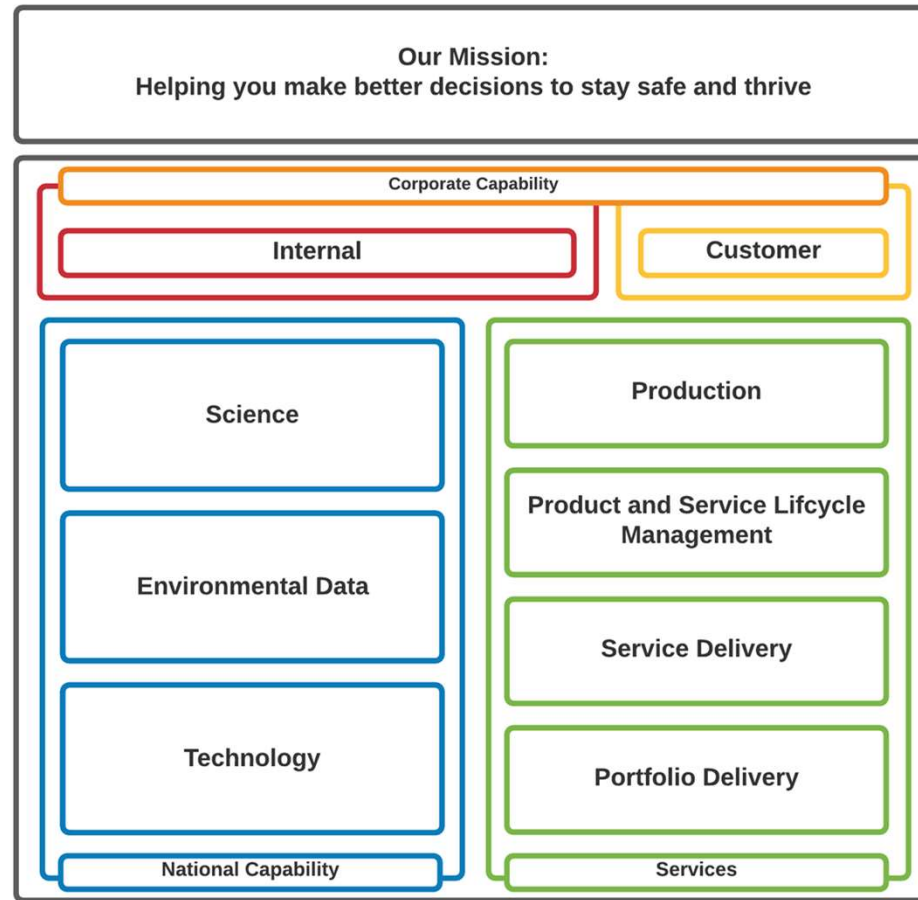 Our Mission:
Helping you make better decisions to stay safe and thrive
Corporate Capability
Internal
Customer
Science
Environmental Data
Technology
National Capability
Production
Product and Service Lifcycle
Management
Service Delivery
Portfolio Delivery
Services